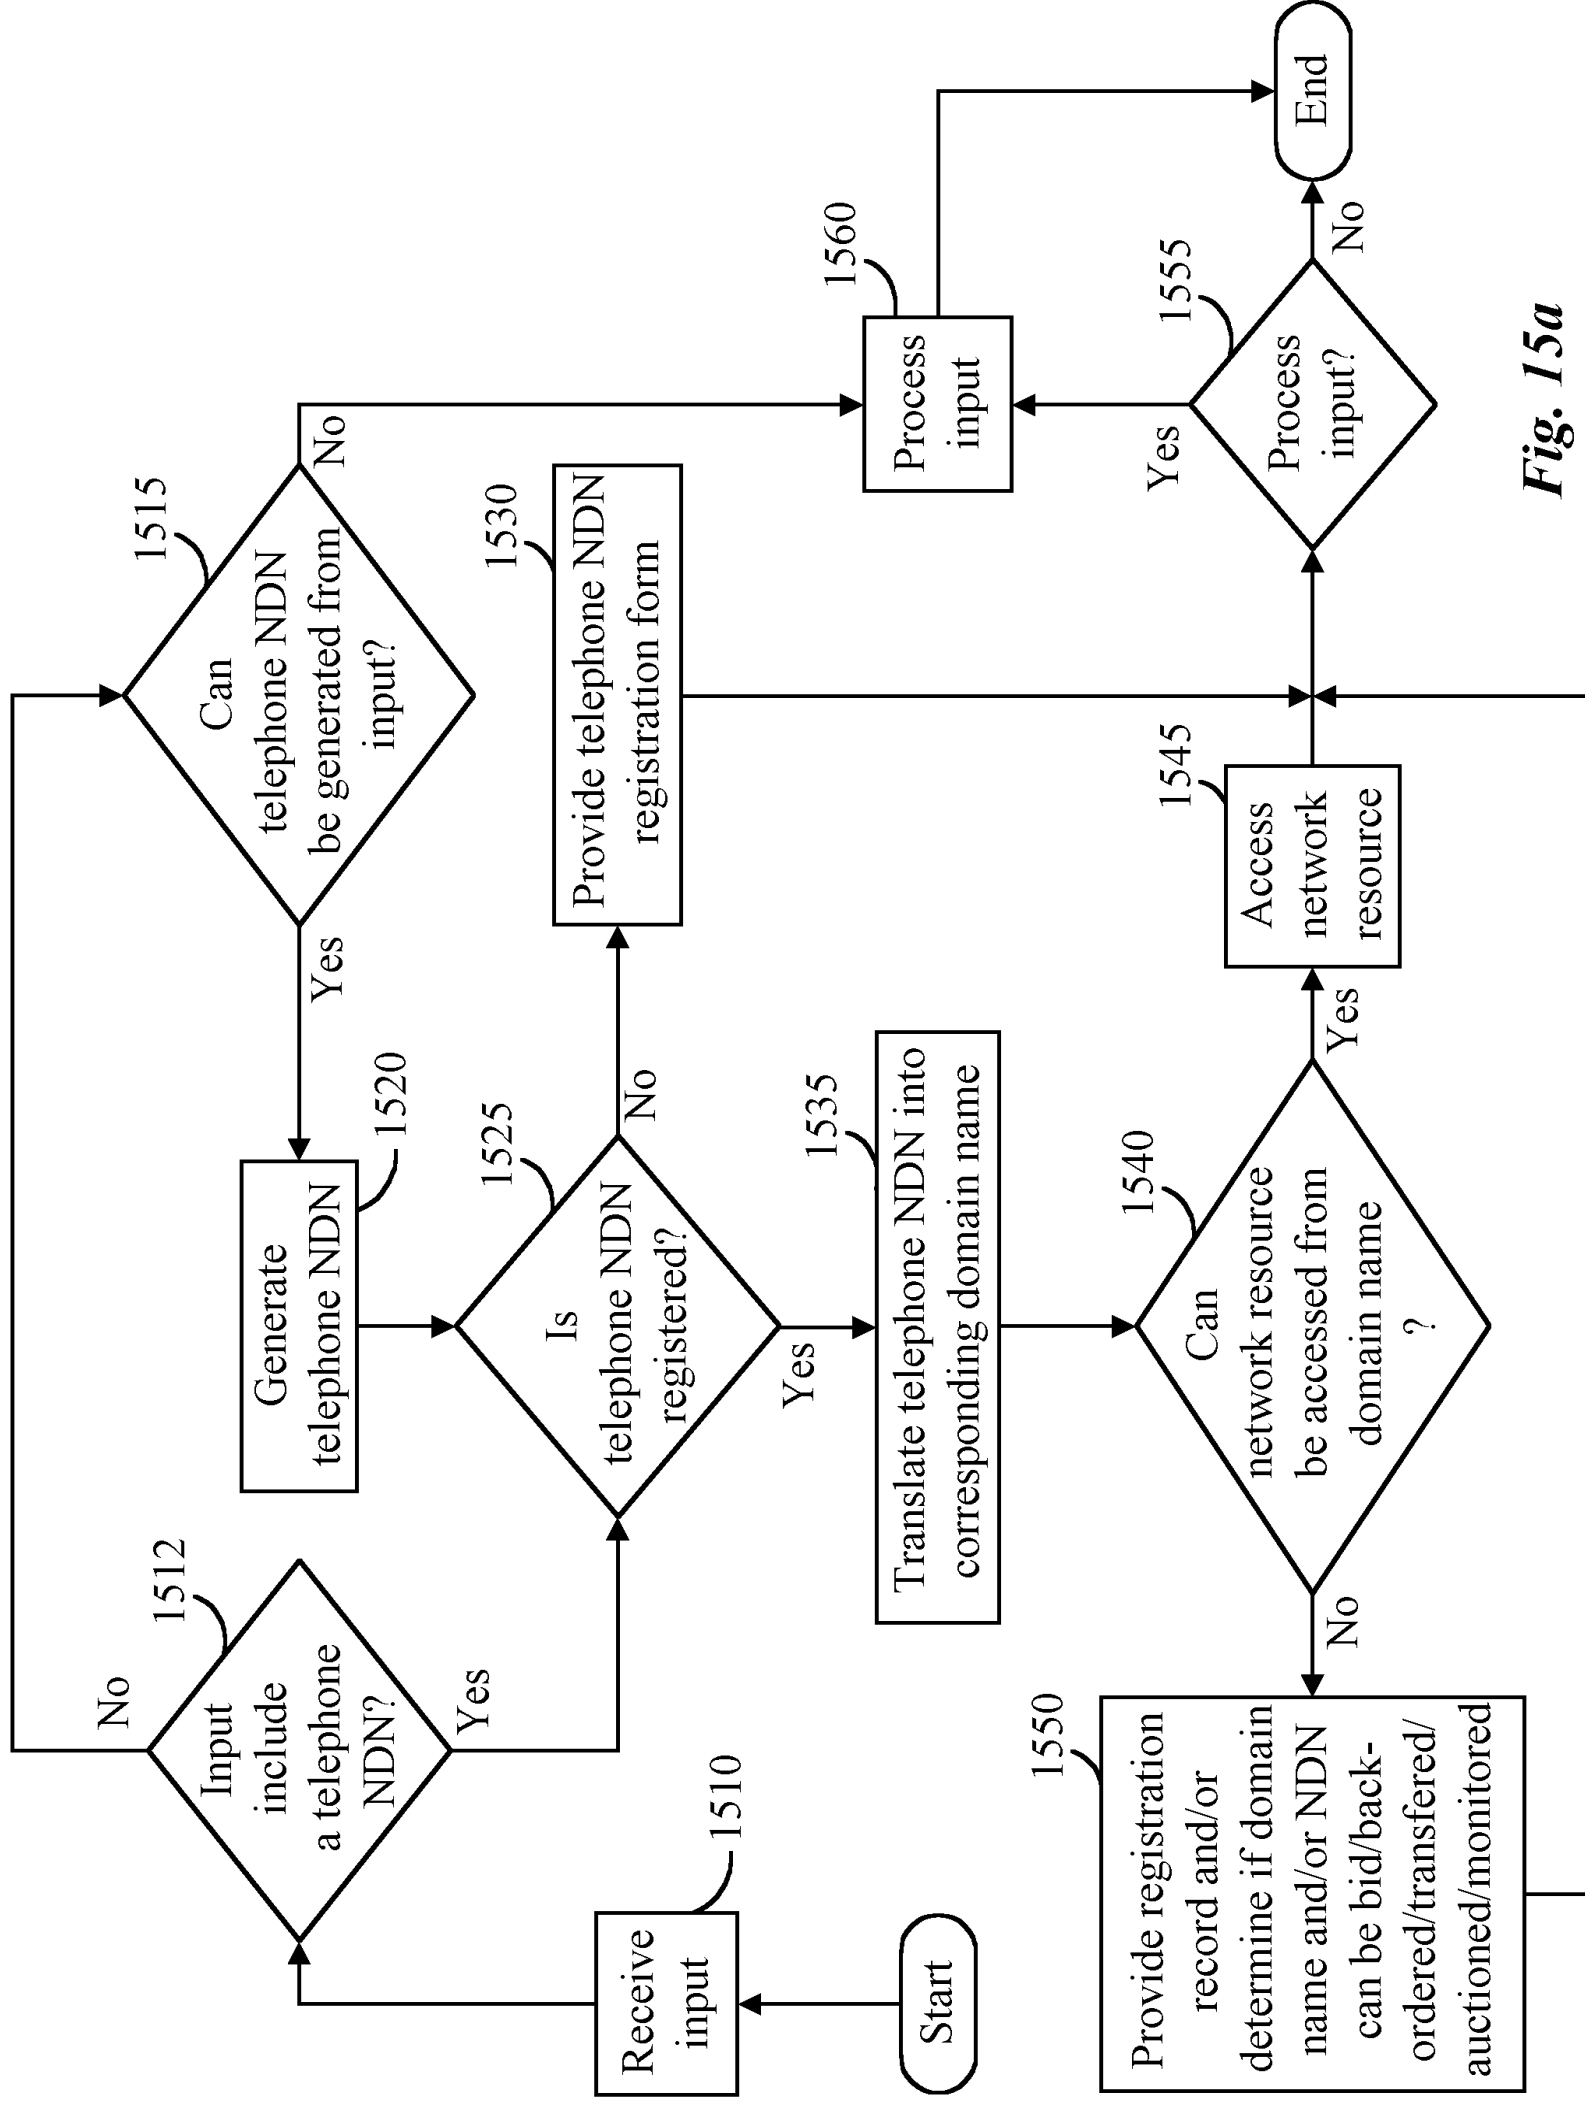 Start
Receive
input
1510
Input
include
a telephone
NDN?
1512
No
Yes
Can
telephone NDN
be generated from
input?
1515
Yes
No
Generate
telephone NDN
1520
Is
telephone NDN
registered?
1525
No
Yes
Provide telephone NDN
registration form
1530
Translate telephone NDN into
corresponding domain name
1535
Can
network resource
be accessed from
domain name
?
1540
No
Yes
Access
network
resource
1545
Provide registration
record and/or
determine if domain
name and/or NDN
can be bid/back-
ordered/transfered/
auctioned/monitored
1550
Process
input?
1555
Yes
No
Process
input
1560
End
Fig. 15a